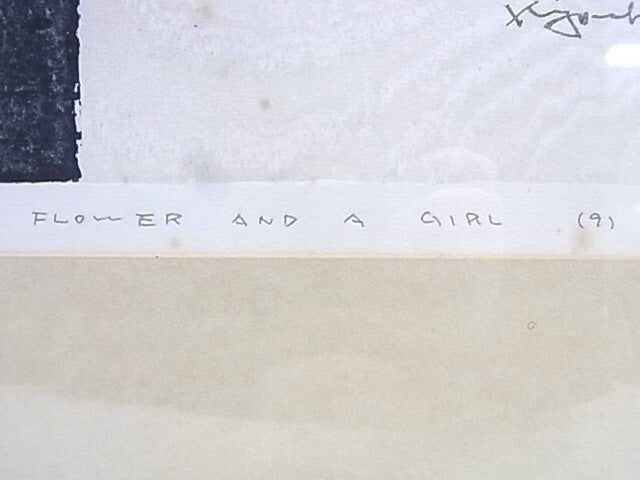 FLOWER AND A GIRL (9)